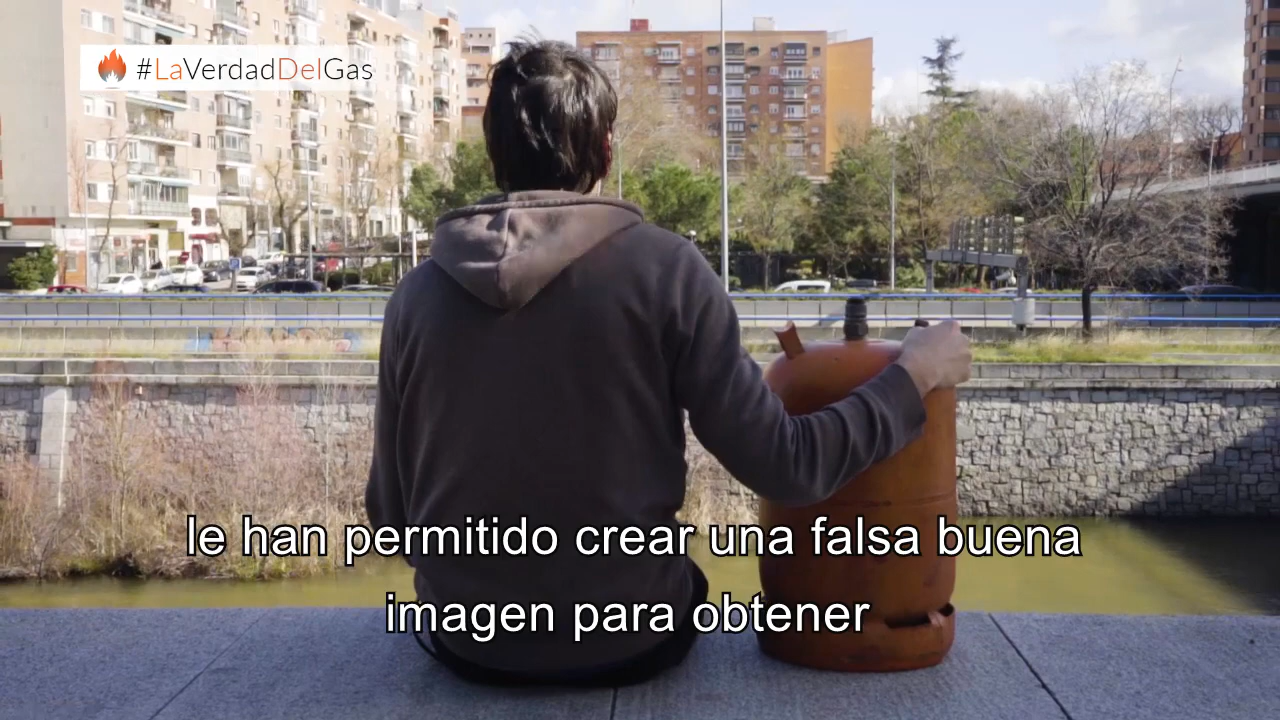 #LaVerdadDelGas
le han permitido crear una falsa buena
imagen para obtener